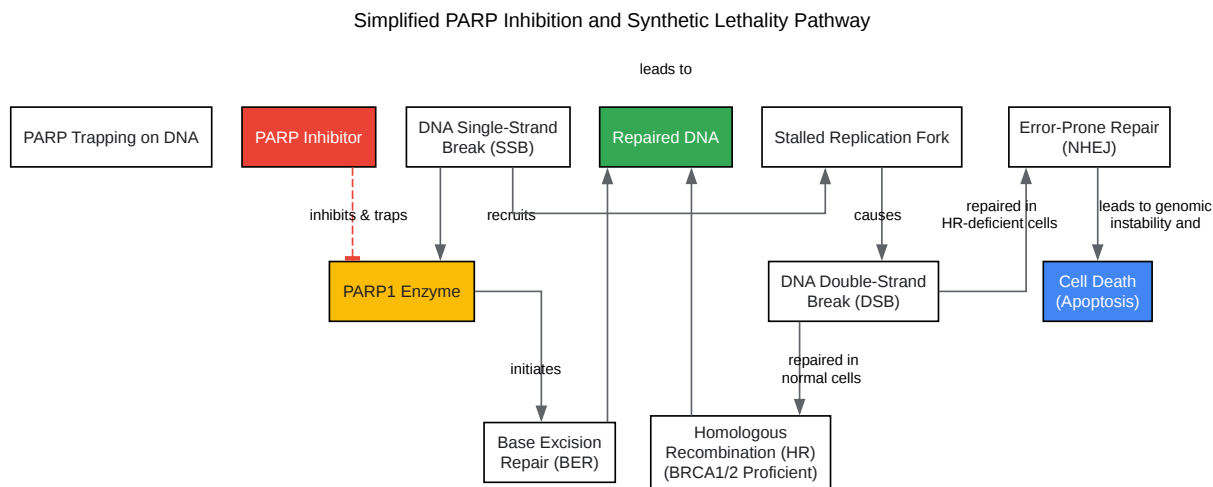 Simplified PARP Inhibition and Synthetic Lethality Pathway
leads to
PARP Trapping on DNA
PARP Inhibitor
DNA Single-Strand
Break (SSB)
Repaired DNA
Stalled Replication Fork
Error-Prone Repair
(NHEJ)
inhibits & traps
recruits
causes
repaired in
HR-deficient cells
leads to genomic
instability and
PARP1 Enzyme
DNA Double-Strand
Break (DSB)
Cell Death
(Apoptosis)
initiates
repaired in
normal cells
Base Excision
Repair (BER)
Homologous
Recombination (HR)
(BRCA1/2 Proficient)